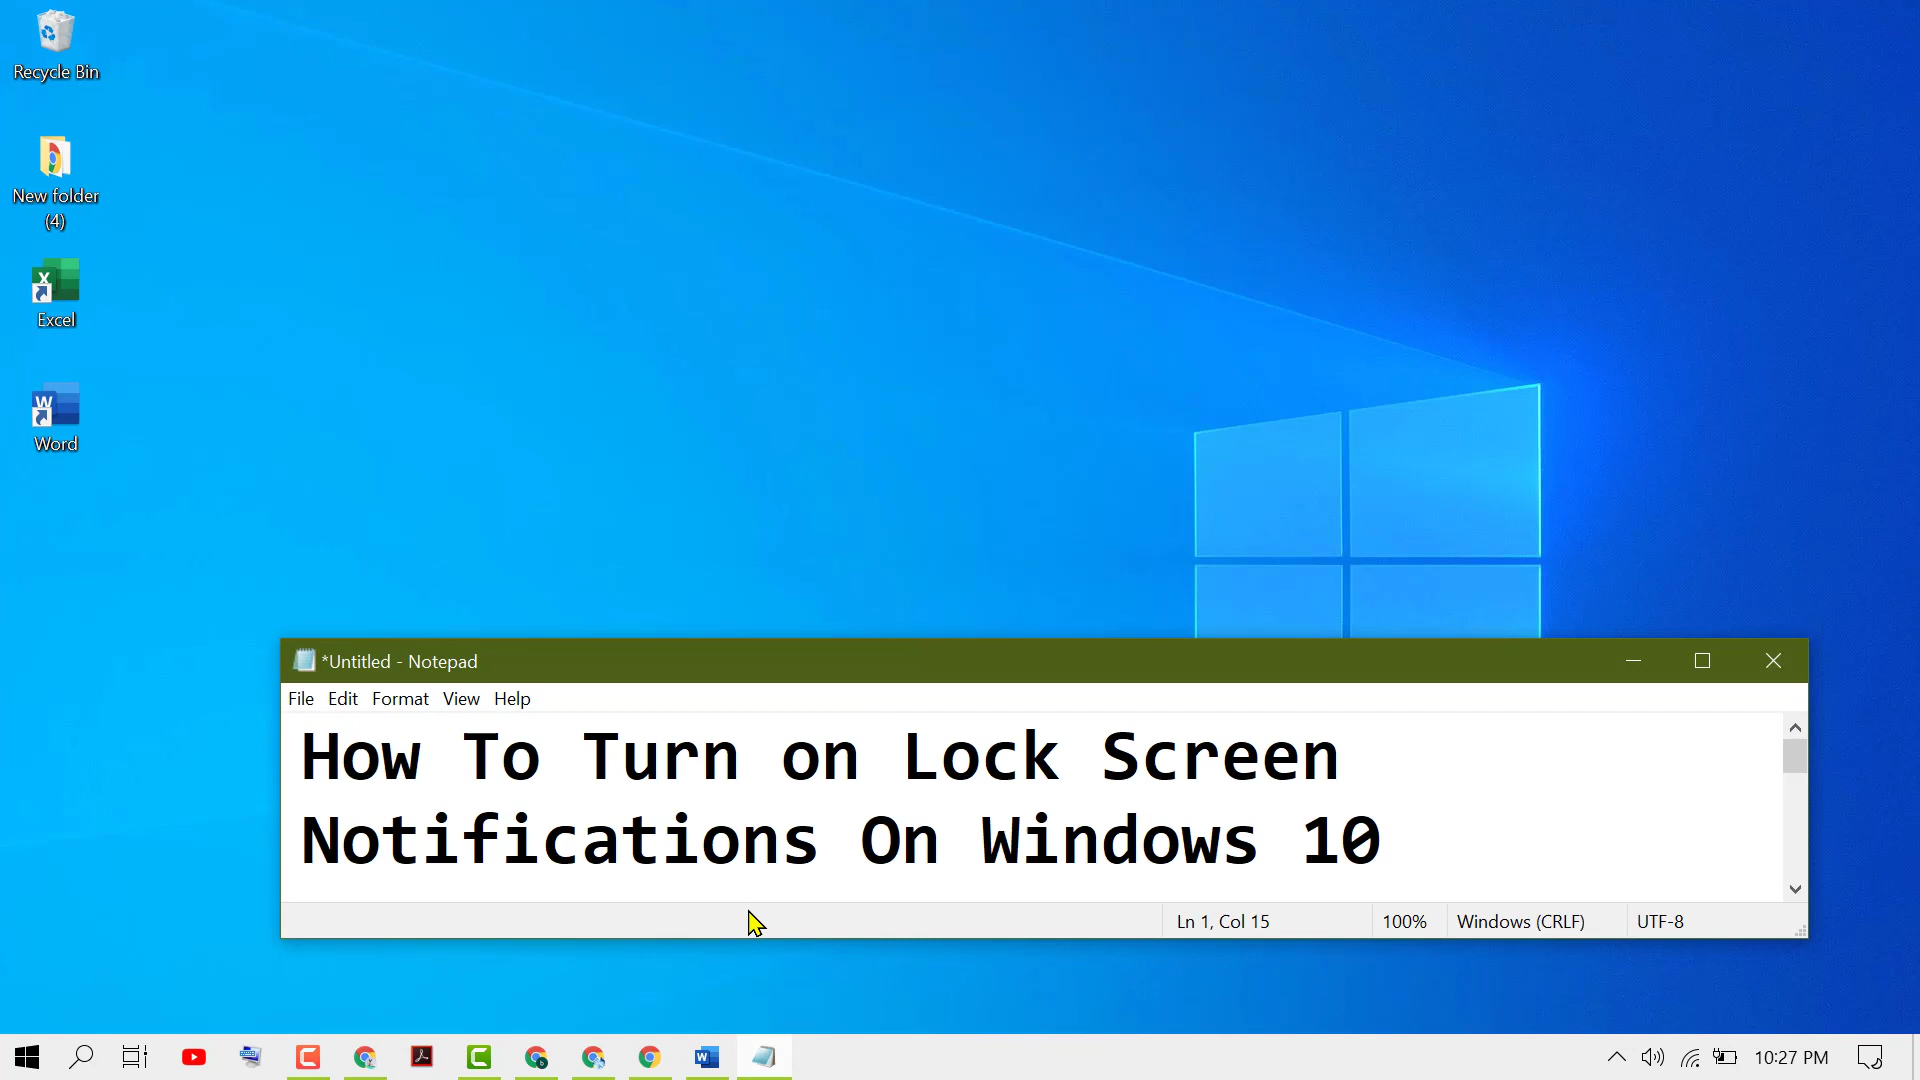 Recycle Bin
New folder
(4)
Excel
Word
*Untitled - Notepad
File Edit Format View Help
How To Turn on Lock Screen
Notifications On Windows 10
Ln 1, Col 15 100% Windows (CRLF) UTF-8
10:27 PM